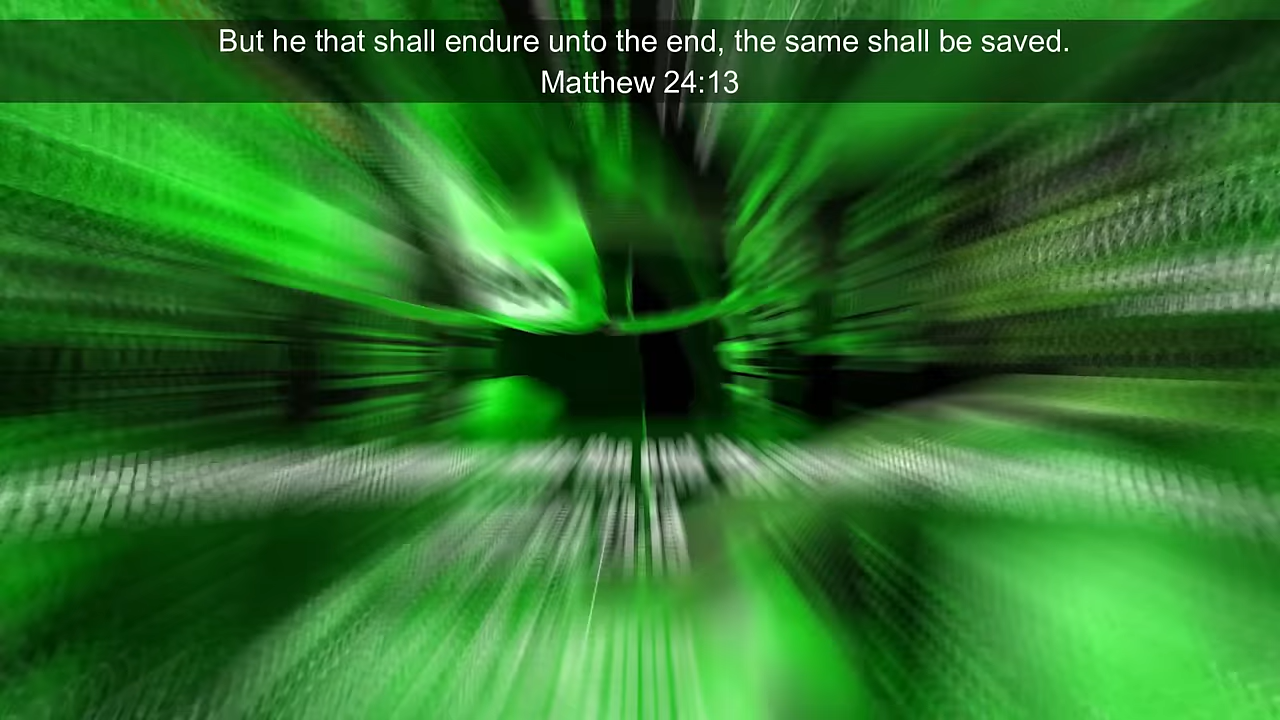 But he that shall endure unto the end, the same shall be saved.
Matthew 24:13